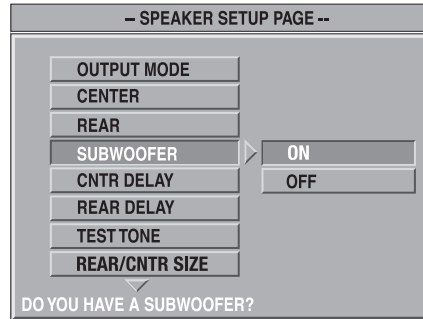 – SPEAKER SETUP PAGE --
OUTPUT MODE
CENTER
REAR
SUBWOOFER
ON
CNTR DELAY
OFF
REAR DELAY
TEST TONE
REAR/CNTR SIZE
DO YOU HAVE A SUBWOOFER?